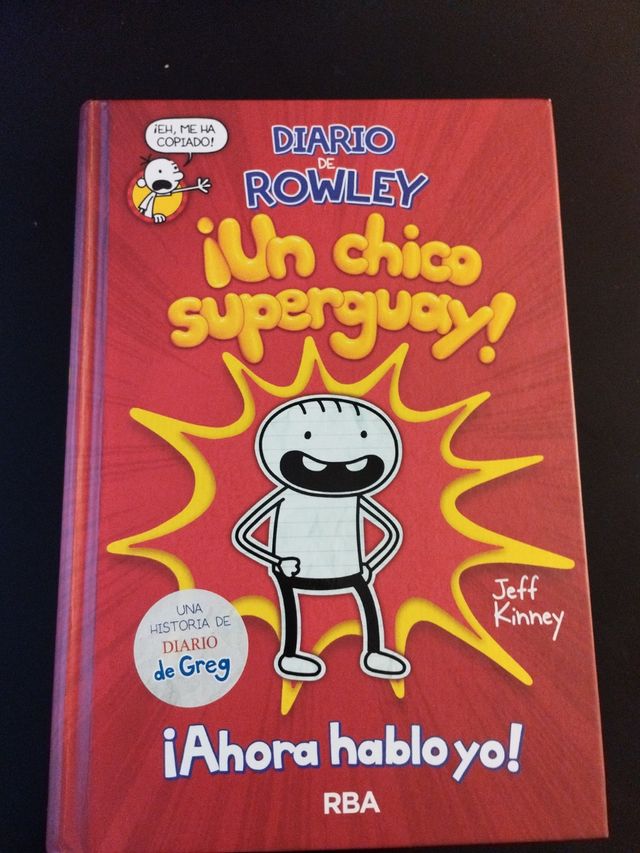 ¡EH, ME HA
COPIADO!
DIARIO
DE
ROWLEY
¡Un chico
superguay!
Jeff
Kinney
UNA
HISTORIA DE
DIARIO
de Greg
¡Ahora hablo yo!
RBA